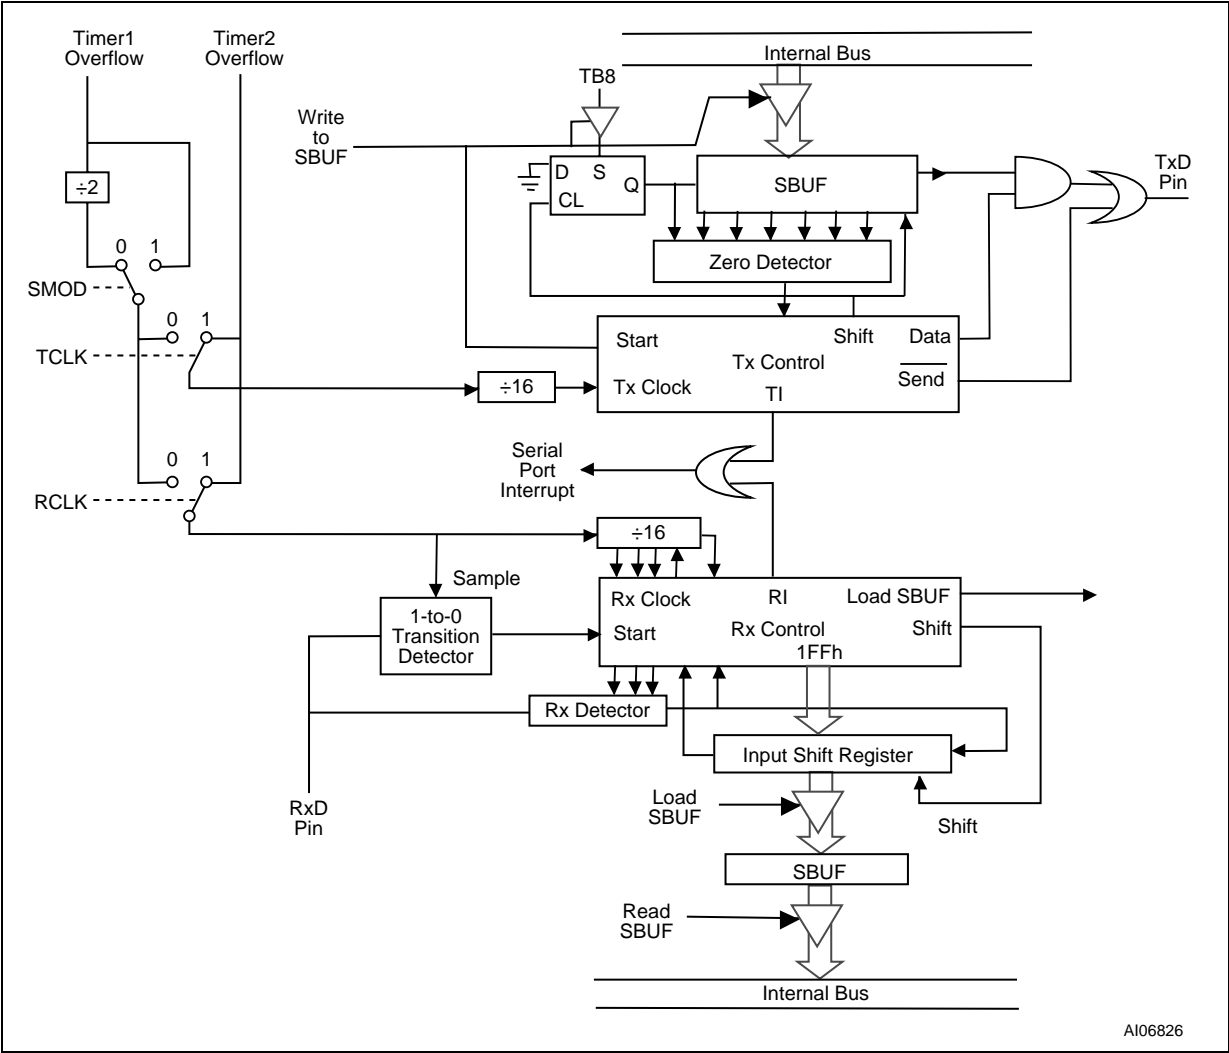 Timer1
Overflow
Timer2
Overflow
Internal Bus
TB8
Write
to
SBUF
÷2
D
S
Q
CL
SBUF
TxD
Pin
0
1
Zero Detector
SMOD
0
1
TCLK
Start
Shift
Data
Tx Control
Send
÷16
Tx Clock
TI
Serial
Port
Interrupt
0
1
RCLK
÷16
Sample
1-to-0
Transition
Detector
Rx Clock
RI
Load SBUF
Start
Rx Control
Shift
1FFh
Rx Detector
Input Shift Register
RxD
Pin
Load
SBUF
Shift
SBUF
Read
SBUF
Internal Bus
AI06826